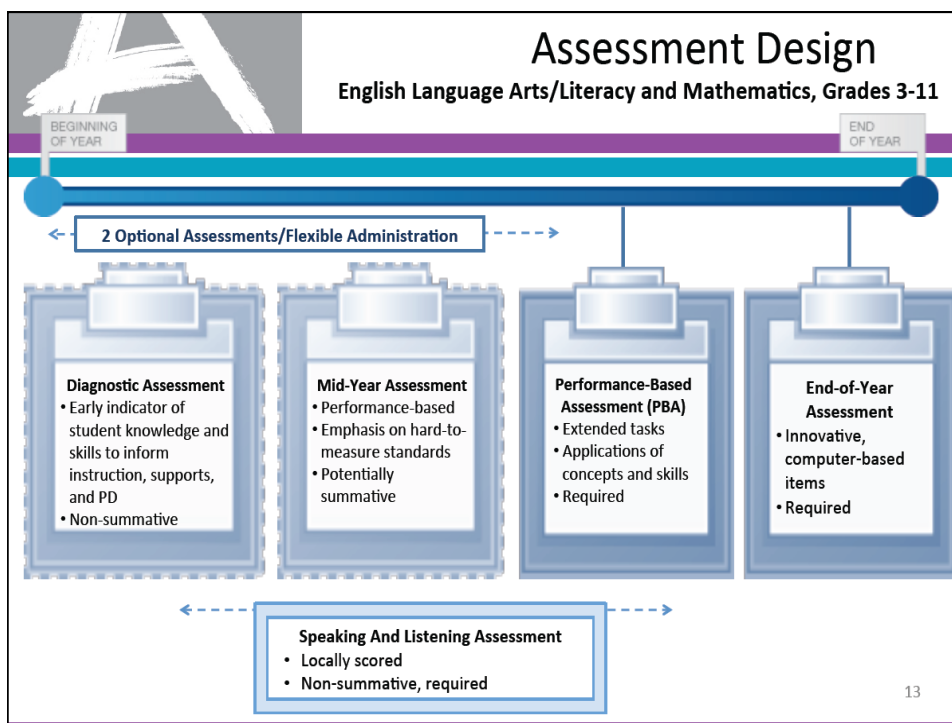 Assessment Design
English Language Arts/Literacy and Mathematics, Grades 3-11
BEGINNING
OF YEAR
END
OF YEAR
2 Optional Assessments/Flexible Administration
Diagnostic Assessment
• Early indicator of
student knowledge and
skills to inform
instruction, supports,
and PD
• Non-summative
Mid-Year Assessment
• Performance-based
• Emphasis on hard-to-
measure standards
• Potentially
summative
Performance-Based
Assessment (PBA)
• Extended tasks
• Applications of
concepts and skills
• Required
End-of-Year
Assessment
• Innovative,
computer-based
items
• Required
Speaking And Listening Assessment
• Locally scored
• Non-summative, required
13